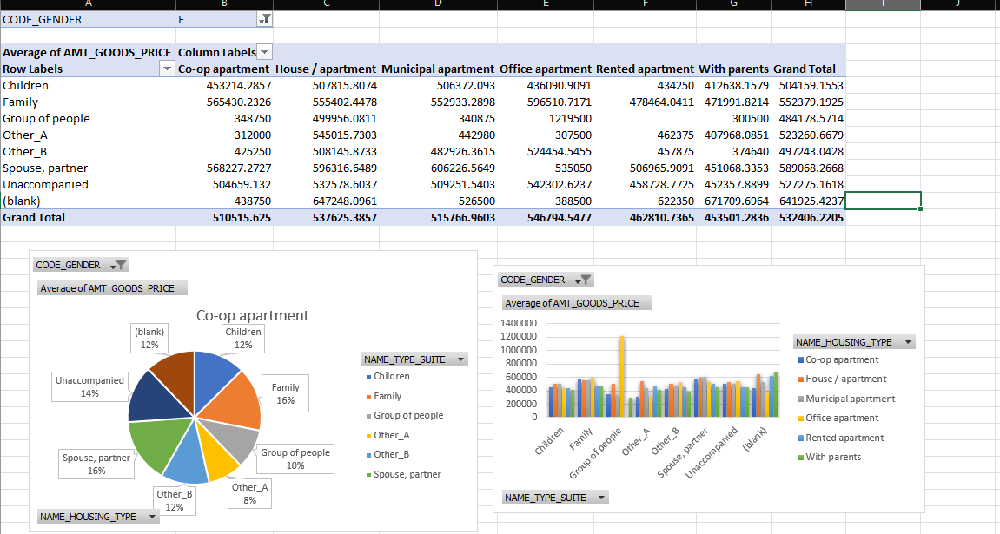 A B C D E F G H I J
CODE_GENDER F
Average of AMT_GOODS_PRICE Column Labels
Row Labels Co-op apartment House / apartment Municipal apartment Office apartment Rented apartment With parents Grand Total
Children 453214.2857 507815.8074 506372.093 436090.9091 434250 412638.1579 504159.1553
Family 565430.2326 555402.4478 552933.2898 596510.7171 478464.0411 471991.8214 552379.1925
Group of people 348750 499956.0811 340875 1219500 300500 484178.5714
Other_A 312000 545015.7303 442980 307500 462375 407968.0851 523260.6679
Other_B 425250 508145.8733 482926.3615 524454.5455 457875 374640 497243.0428
Spouse, partner 568227.2727 596316.6489 606226.5649 535050 506965.9091 451068.3353 589068.2668
Unaccompanied 504659.132 532578.6037 509251.5403 542302.6237 458728.7725 452357.8899 527275.1618
(blank) 438750 647248.0961 526500 388500 622350 671709.6964 641925.4237
Grand Total 510515.625 537625.3857 515766.9603 546794.5477 462810.7365 453501.2836 532406.2205
CODE_GENDER
Average of AMT_GOODS_PRICE
Co-op apartment
(blank)
12%
Children
12%
Unaccompanied
14%
Family
16%
Spouse, partner
16%
Group of people
10%
Other_B
12%
Other_A
8%
NAME_TYPE_SUITE
Children
Family
Group of people
Other_A
Other_B
Spouse, partner
NAME_HOUSING_TYPE
CODE_GENDER
Average of AMT_GOODS_PRICE
1400000
1200000
1000000
800000
600000
400000
200000
0
Children
Family
Group of people
Other_A
Other_B
Spouse, partner
Unaccompanied
(blank)
NAME_HOUSING_TYPE
Co-op apartment
House / apartment
Municipal apartment
Office apartment
Rented apartment
With parents
NAME_TYPE_SUITE